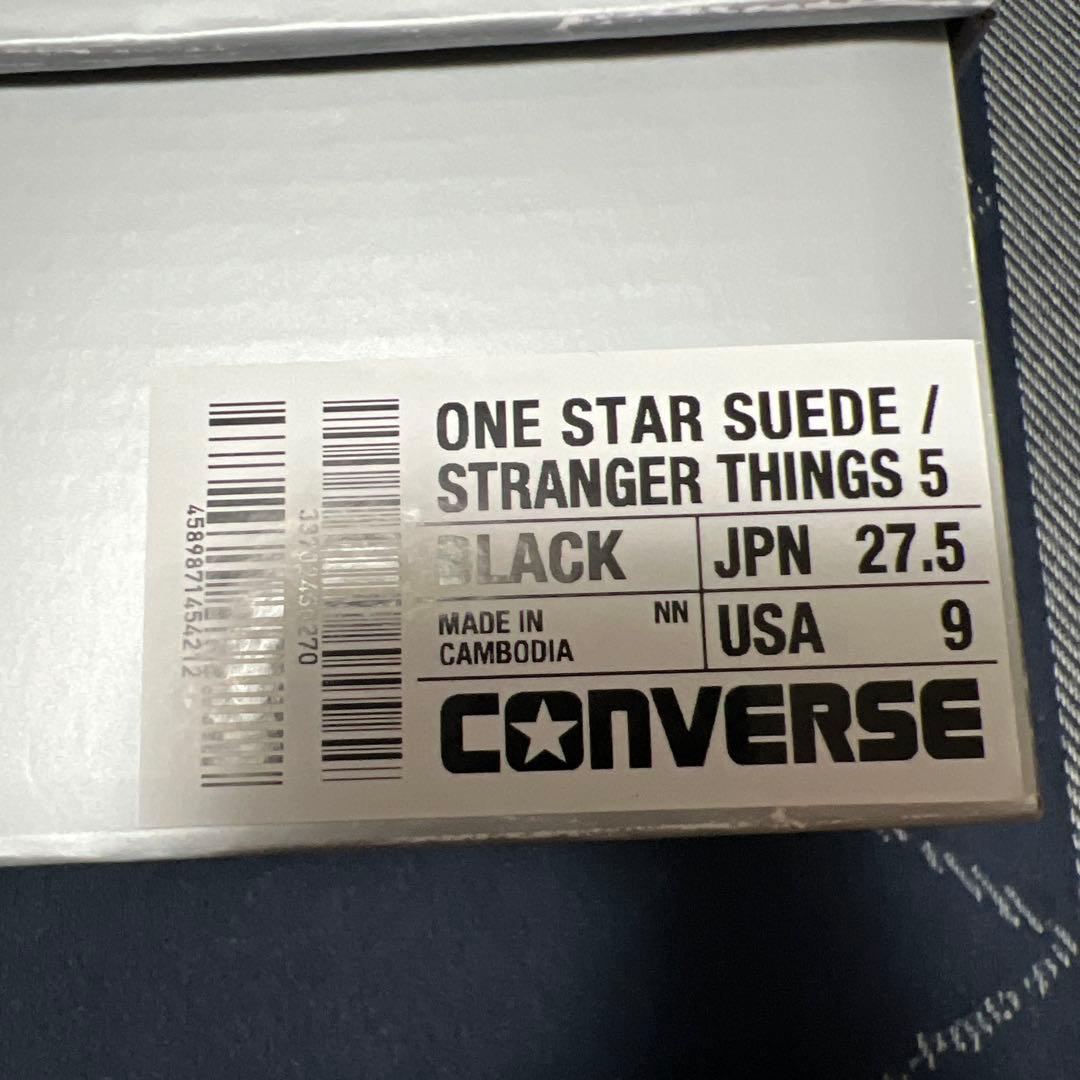 ONE STAR SUEDE /
STRANGER THINGS 5
BLACK
JPN 27.5
MADE IN
CAMBODIA
NN
USA 9
CONVERSE
4589871454212